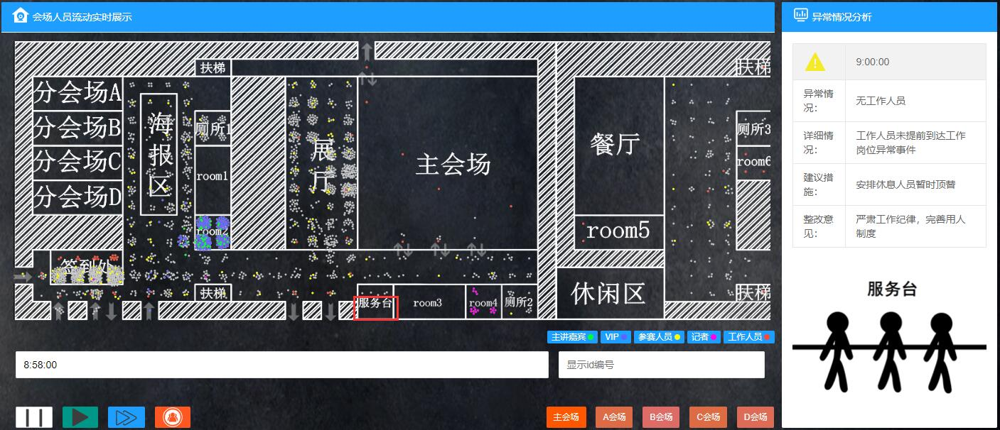 会场人员流动实时展示
异常情况分析
扶梯
扶梯
分会场A
分会场B
分会场C
分会场D
海报区
厕所1
room1
room2
展厅
主会场
餐厅
厕所3
room6
room5
签到处
扶梯
服务台
room3
room4
厕所2
休闲区
扶梯
主讲嘉宾
VIP
参赛人员
记者
工作人员
8:58:00
显示id编号
主会场
A会场
B会场
C会场
D会场
9:00:00
异常情
况:
无工作人员
详细情
况:
工作人员未提前到达工作
岗位异常事件
建议措
施:
安排休息人员暂时顶替
整改意
见:
严肃工作纪律，完善用人
制度
服务台